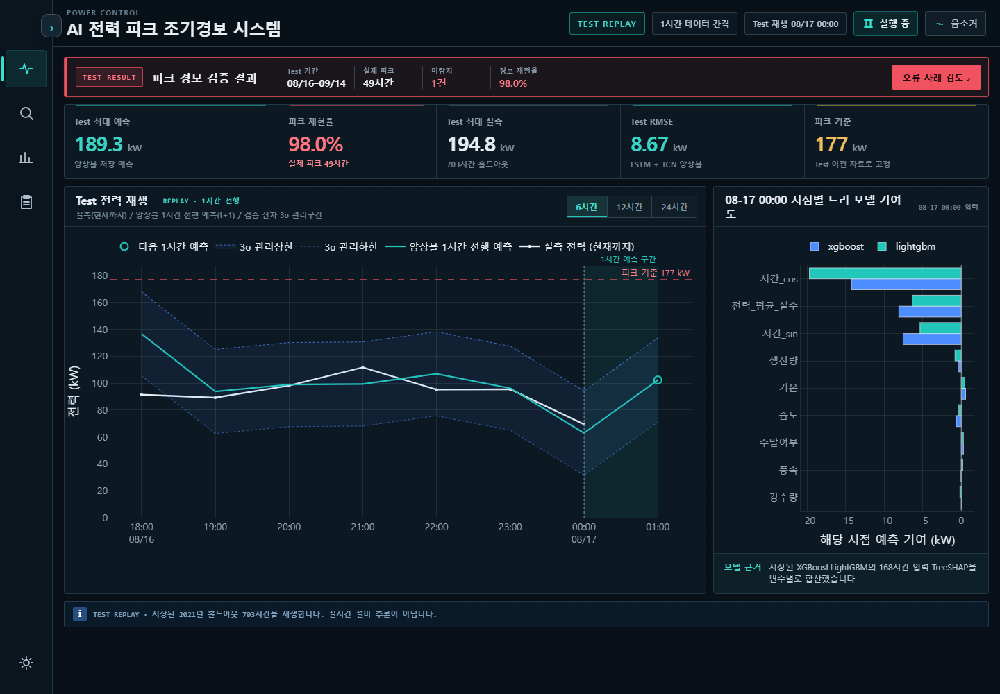 POWER CONTROL
AI 전력 피크 조기경보 시스템
TEST REPLAY
1시간 데이터 간격
Test 재생 08/17 00:00
실행 중
음소거
TEST RESULT
피크 경보 검증 결과
Test 기간
08/16–09/14
실제 피크
49시간
미탐지
1건
경보 재현율
98.0%
오류 사례 검토 ›
Test 최대 예측
189.3 kW
앙상블 저장 예측
피크 재현율
98.0%
실제 피크 49시간
Test 최대 실측
194.8 kW
703시간 홀드아웃
Test RMSE
8.67 kW
LSTM + TCN 앙상블
피크 기준
177 kW
Test 이전 자료로 고정
Test 전력 재생
REPLAY · 1시간 선행
실측(현재까지) / 앙상블 1시간 선행 예측(t+1) / 검증 잔차 3σ 관리구간
6시간
12시간
24시간
다음 1시간 예측
3σ 관리상한
3σ 관리하한
앙상블 1시간 선행 예측
실측 전력 (현재까지)
1시간 예측 구간
피크 기준 177 kW
전력 (kW)
180
160
140
120
100
80
60
40
20
0
18:00
08/16
19:00
20:00
21:00
22:00
23:00
00:00
08/17
01:00
08-17 00:00 시점별 트리 모델 기여도
08-17 00:00 입력
xgboost
lightgbm
시간_cos
전력_평균_실수
시간_sin
생산량
기온
습도
주말여부
풍속
강수량
−20
−15
−10
−5
0
해당 시점 예측 기여 (kW)
모델 근거
저장된 XGBoost·LightGBM의 168시간 입력 TreeSHAP을
변수별로 합산했습니다.
i
TEST REPLAY · 저장된 2021년 홀드아웃 703시간을 재생합니다. 실시간 설비 추론이 아닙니다.